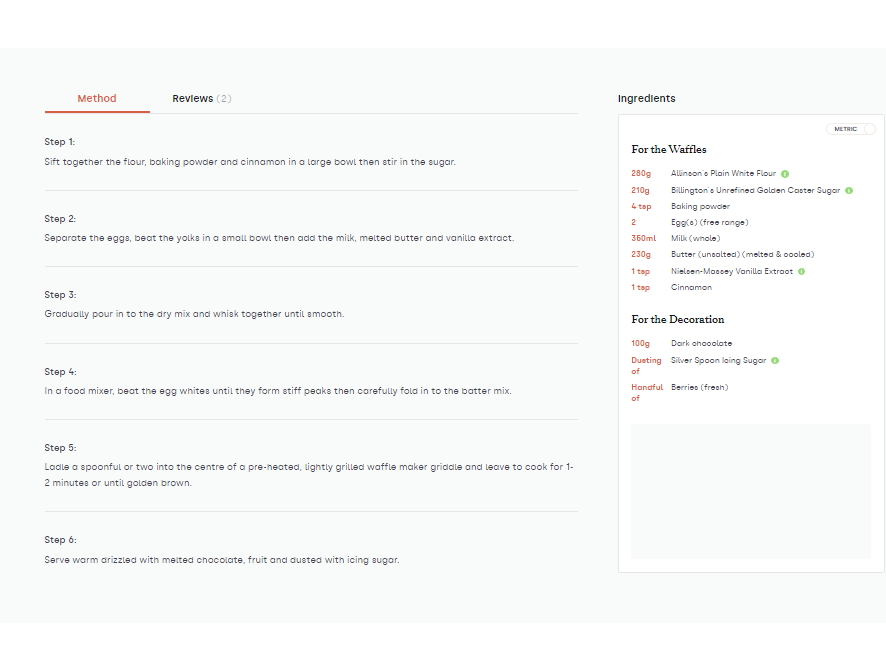 Method
Reviews (2)
Step 1:
Sift together the flour, baking powder and cinnamon in a large bowl then stir in the sugar.
Step 2:
Separate the eggs, beat the yolks in a small bowl then add the milk, melted butter and vanilla extract.
Step 3:
Gradually pour in to the dry mix and whisk together until smooth.
Step 4:
In a food mixer, beat the egg whites until they form stiff peaks then carefully fold in to the batter mix.
Step 5:
Ladle a spoonful or two into the centre of a pre-heated, lightly grilled waffle maker griddle and leave to cook for 1-
2 minutes or until golden brown.
Step 6:
Serve warm drizzled with melted chocolate, fruit and dusted with icing sugar.
Ingredients
METRIC
For the Waffles
280g Allinson's Plain White Flour
210g Billington's Unrefined Golden Caster Sugar
4 tsp Baking powder
2 Egg(s) (free range)
360ml Milk (whole)
230g Butter (unsalted) (melted & cooled)
1 tsp Nielsen-Massey Vanilla Extract
1 tsp Cinnamon
For the Decoration
100g Dark chocolate
Dusting Silver Spoon Icing Sugar
of
Handful Berries (fresh)
of